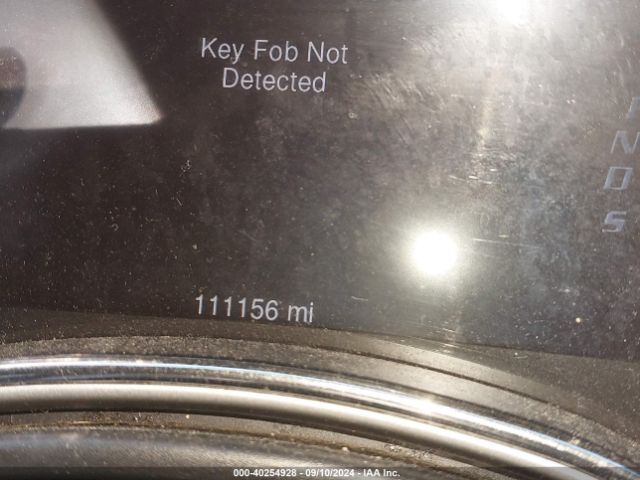 Key Fob Not
Detected
N
D
S
111156 mi
000-40254928 - 09/10/2024 - IAA Inc.